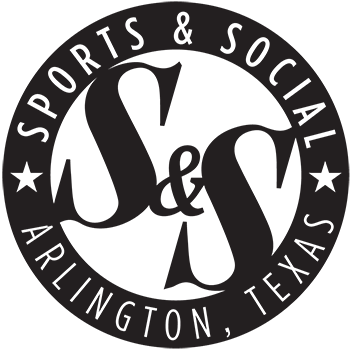 SPORTS & SOCIAL
S&S
ARLINGTON, TEXAS